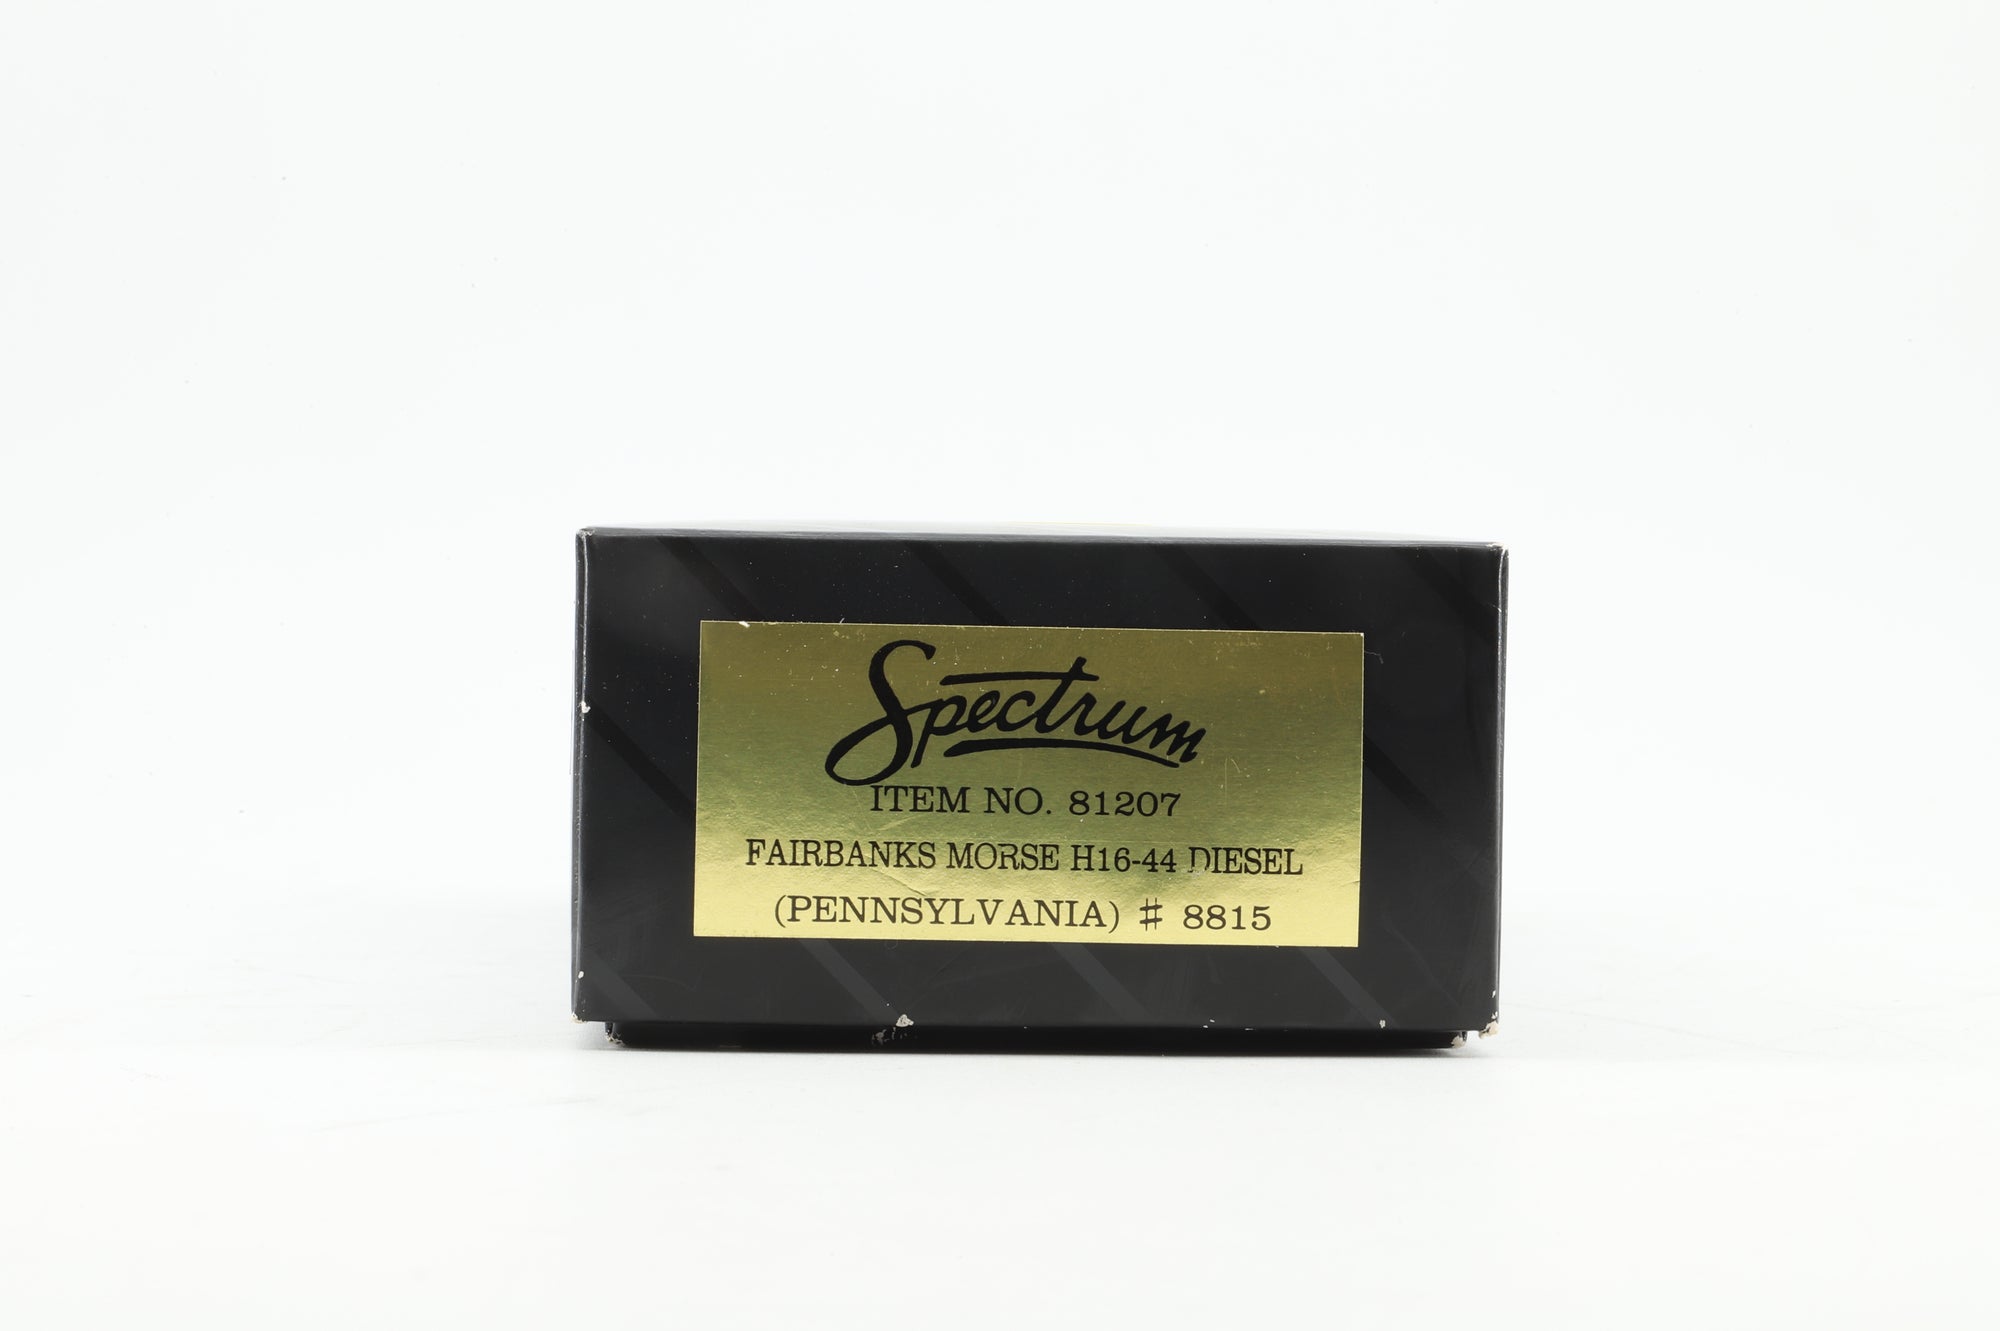 Spectrum
ITEM NO. 81207
FAIRBANKS MORSE H16-44 DIESEL
(PENNSYLVANIA) # 8815